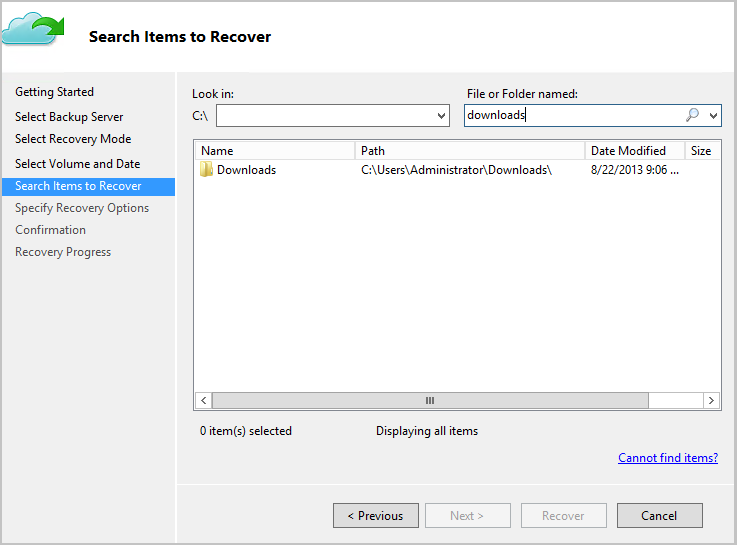 Search Items to Recover
Getting Started
Select Backup Server
Select Recovery Mode
Select Volume and Date
Search Items to Recover
Specify Recovery Options
Confirmation
Recovery Progress
Look in: File or Folder named:
C:\ downloads
Name Path Date Modified Size
Downloads C:\Users\Administrator\Downloads\ 8/22/2013 9:06 ...
0 item(s) selected Displaying all items
Cannot find items?
< Previous Next > Recover Cancel